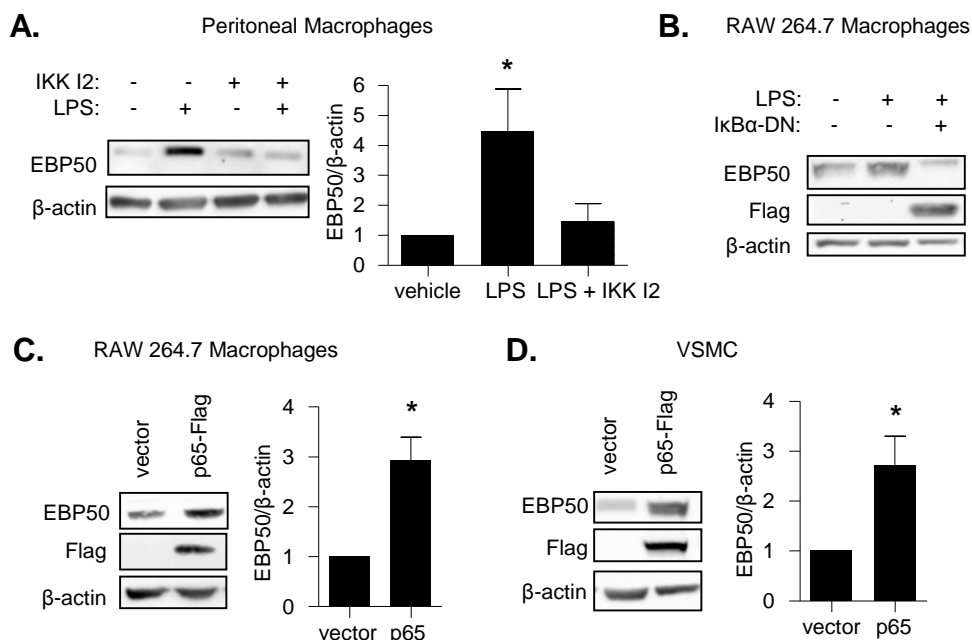 A. Peritoneal Macrophages
IKK I2: - - + +
LPS: - + - +
EBP50
β-actin
EBP50/β-actin
6
5
4
3
2
1
0
*
vehicle LPS LPS + IKK I2
B. RAW 264.7 Macrophages
LPS: - + +
IκBα-DN: - - +
EBP50
Flag
β-actin
C. RAW 264.7 Macrophages
vector p65-Flag
EBP50
Flag
β-actin
EBP50/β-actin
4
3
2
1
0
*
vector p65
D. VSMC
vector p65-Flag
EBP50
Flag
β-actin
EBP50/β-actin
4
3
2
1
0
*
vector p65